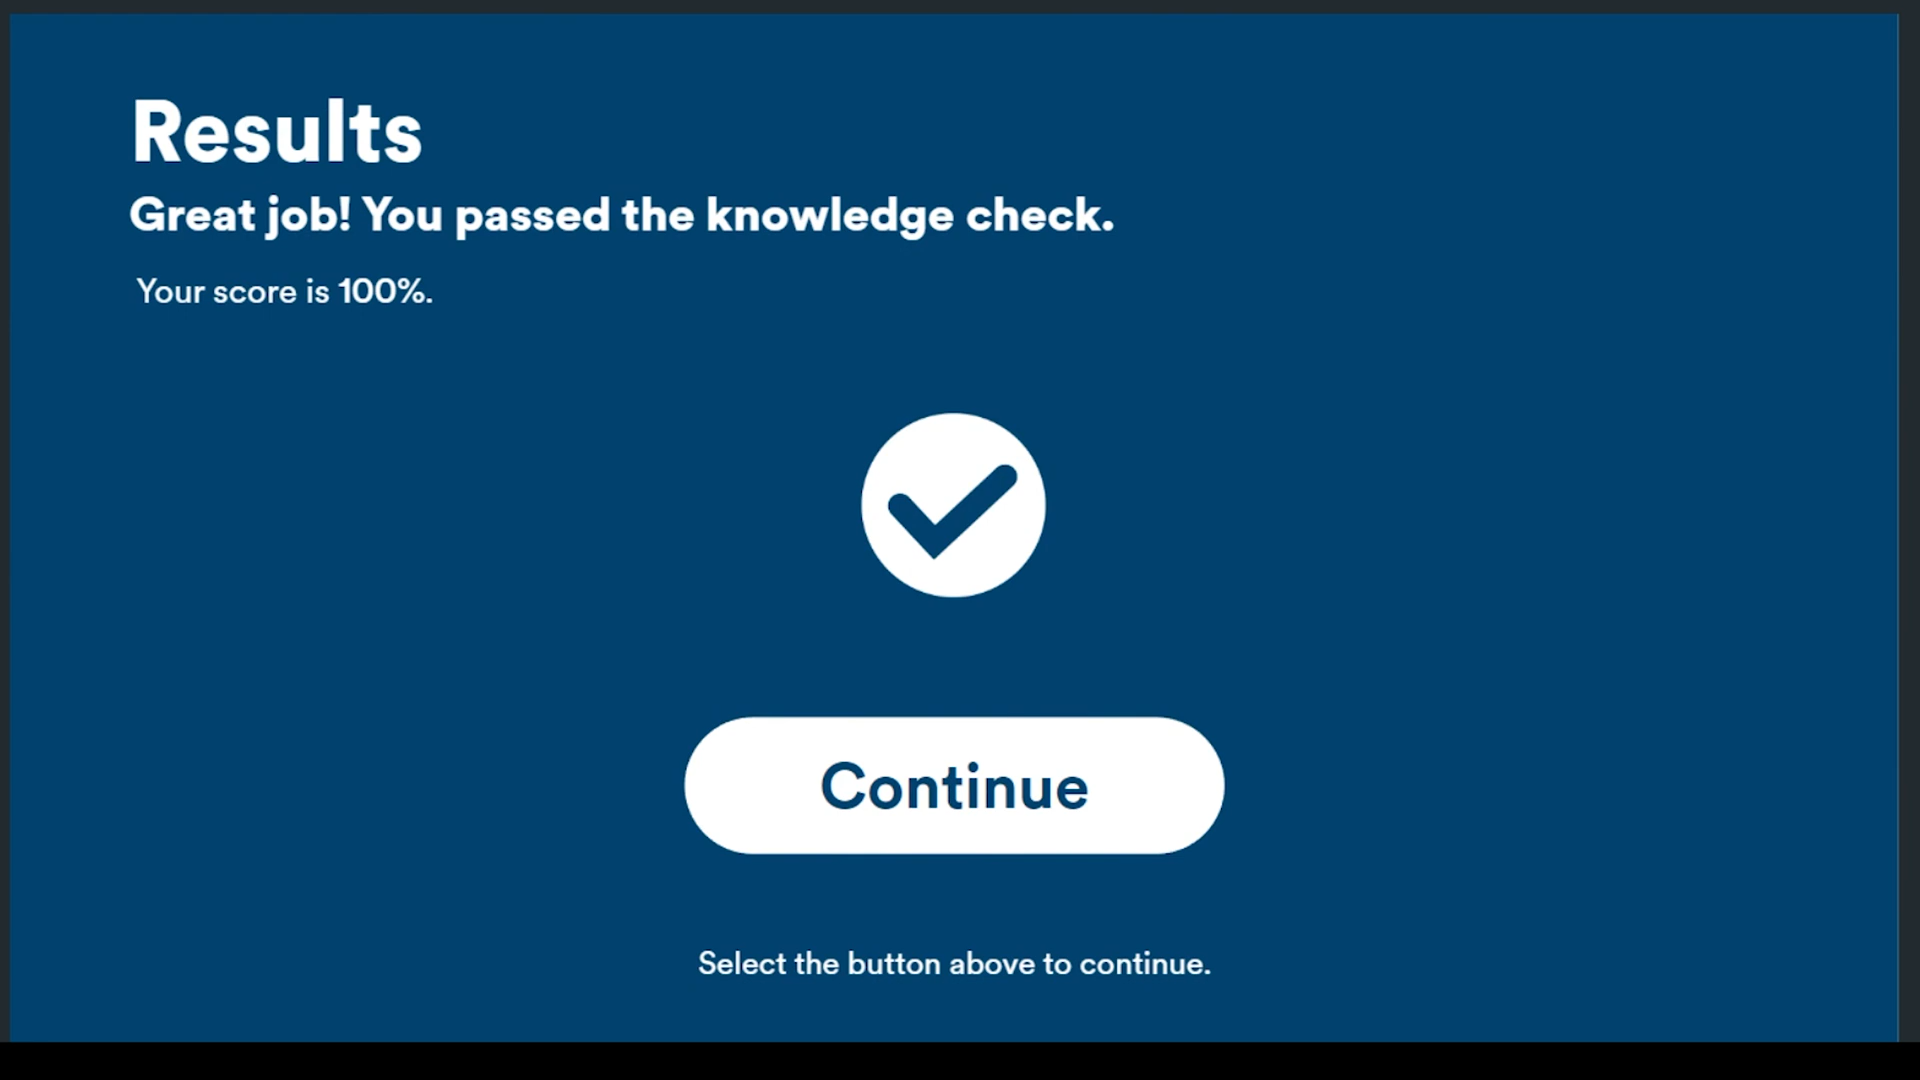 Results
Great job! You passed the knowledge check.
Your score is 100%.
Continue
Select the button above to continue.